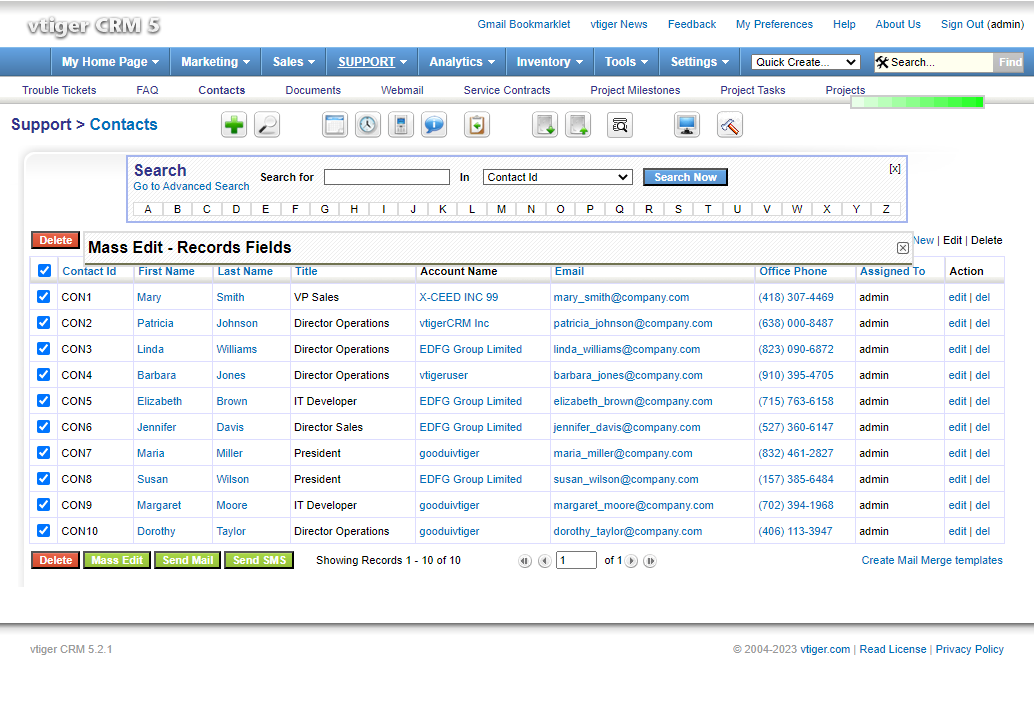 vtiger CRM 5
Gmail Bookmarklet vtiger News Feedback My Preferences Help About Us Sign Out (admin)
My Home Page Marketing Sales SUPPORT Analytics Inventory Tools Settings Quick Create... Search... Find
Trouble Tickets FAQ Contacts Documents Webmail Service Contracts Project Milestones Project Tasks Projects
Support > Contacts
Search [x]
Go to Advanced Search Search for In Contact Id Search Now
A B C D E F G H I J K L M N O P Q R S T U V W X Y Z
Delete New | Edit | Delete
Mass Edit - Records Fields
Contact Id First Name Last Name Title Account Name Email Office Phone Assigned To Action
CON1 Mary Smith VP Sales X-CEED INC 99 mary_smith@company.com (418) 307-4469 admin edit | del
CON2 Patricia Johnson Director Operations vtigerCRM Inc patricia_johnson@company.com (638) 000-8487 admin edit | del
CON3 Linda Williams Director Operations EDFG Group Limited linda_williams@company.com (823) 090-6872 admin edit | del
CON4 Barbara Jones Director Operations vtigeruser barbara_jones@company.com (910) 395-4705 admin edit | del
CON5 Elizabeth Brown IT Developer EDFG Group Limited elizabeth_brown@company.com (715) 763-6158 admin edit | del
CON6 Jennifer Davis Director Sales EDFG Group Limited jennifer_davis@company.com (527) 360-6147 admin edit | del
CON7 Maria Miller President gooduivtiger maria_miller@company.com (832) 461-2827 admin edit | del
CON8 Susan Wilson President EDFG Group Limited susan_wilson@company.com (157) 385-6484 admin edit | del
CON9 Margaret Moore IT Developer gooduivtiger margaret_moore@company.com (702) 394-1968 admin edit | del
CON10 Dorothy Taylor Director Operations gooduivtiger dorothy_taylor@company.com (406) 113-3947 admin edit | del
Delete Mass Edit Send Mail Send SMS Showing Records 1 - 10 of 10 1 of 1 Create Mail Merge templates
vtiger CRM 5.2.1 © 2004-2023 vtiger.com | Read License | Privacy Policy